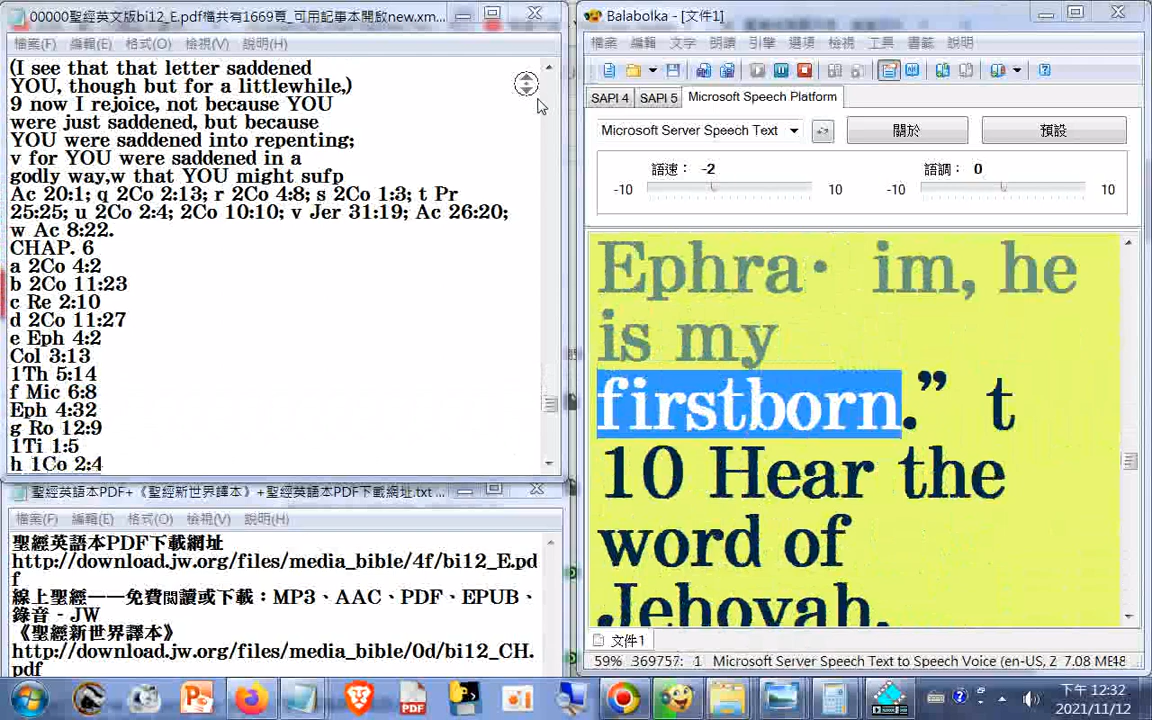 00000聖經英文版bi12_E.pdf檔共有1669頁_可用記事本開啟new.xm...
檔案(F) 編輯(E) 格式(O) 檢視(V) 說明(H)
(I see that that letter saddened
YOU, though but for a littlewhile,)
9 now I rejoice, not because YOU
were just saddened, but because
YOU were saddened into repenting;
v for YOU were saddened in a
godly way,w that YOU might sufp
Ac 20:1; q 2Co 2:13; r 2Co 4:8; s 2Co 1:3; t Pr
25:25; u 2Co 2:4; 2Co 10:10; v Jer 31:19; Ac 26:20;
w Ac 8:22.
CHAP. 6
a 2Co 4:2
b 2Co 11:23
c Re 2:10
d 2Co 11:27
e Eph 4:2
Col 3:13
1Th 5:14
f Mic 6:8
Eph 4:32
g Ro 12:9
1Ti 1:5
h 1Co 2:4
聖經英語本PDF+《聖經新世界譯本》+聖經英語本PDF下載網址.txt ...
檔案(F) 編輯(E) 格式(O) 檢視(V) 說明(H)
聖經英語本PDF下載網址
http://download.jw.org/files/media_bible/4f/bi12_E.pd
f
線上聖經——免費閱讀或下載：MP3、AAC、PDF、EPUB、
錄音 - JW
《聖經新世界譯本》
http://download.jw.org/files/media_bible/0d/bi12_CH.
pdf
Balabolka - [文件1]
檔案 編輯 文字 朗讀 引擎 選項 檢視 工具 書籤 說明
SAPI 4 SAPI 5 Microsoft Speech Platform
Microsoft Server Speech Text 關於 預設
語速： -2 語調： 0
-10 10 -10 10
Ephra· im, he
is my
firstborn.” t
10 Hear the
word of
Jehovah,
文件1
59% 369757: 1 Microsoft Server Speech Text to Speech Voice (en-US, Z 7.08 MB
下午 12:32
2021/11/12